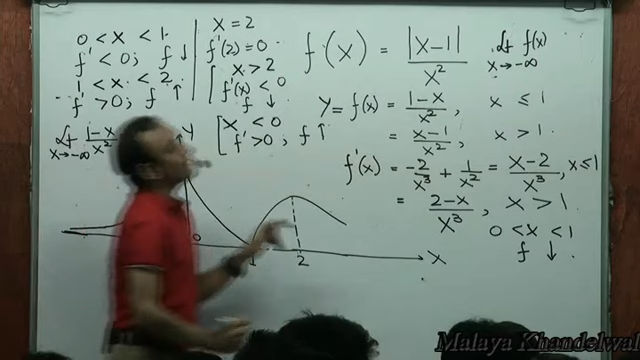 0 < x < 1
f' < 0; f ↓
1 < x < 2
f' > 0; f ↑
x = 2
f'(2) = 0
x > 2
f'(x) < 0
f ↓
x < 0
f' > 0; f ↑
Lt 1-x/x²
x→-∞
f(x) = |x-1|/x²
Lt f(x)
x→-∞
y = f(x) = 1-x/x², x ≤ 1
= x-1/x², x > 1
f'(x) = -2/x³ + 1/x² = x-2/x³, x ≤ 1
= 2-x/x³, x > 1
0 < x < 1
f ↓
y
0
1
2
x
Malaya Khandelwal